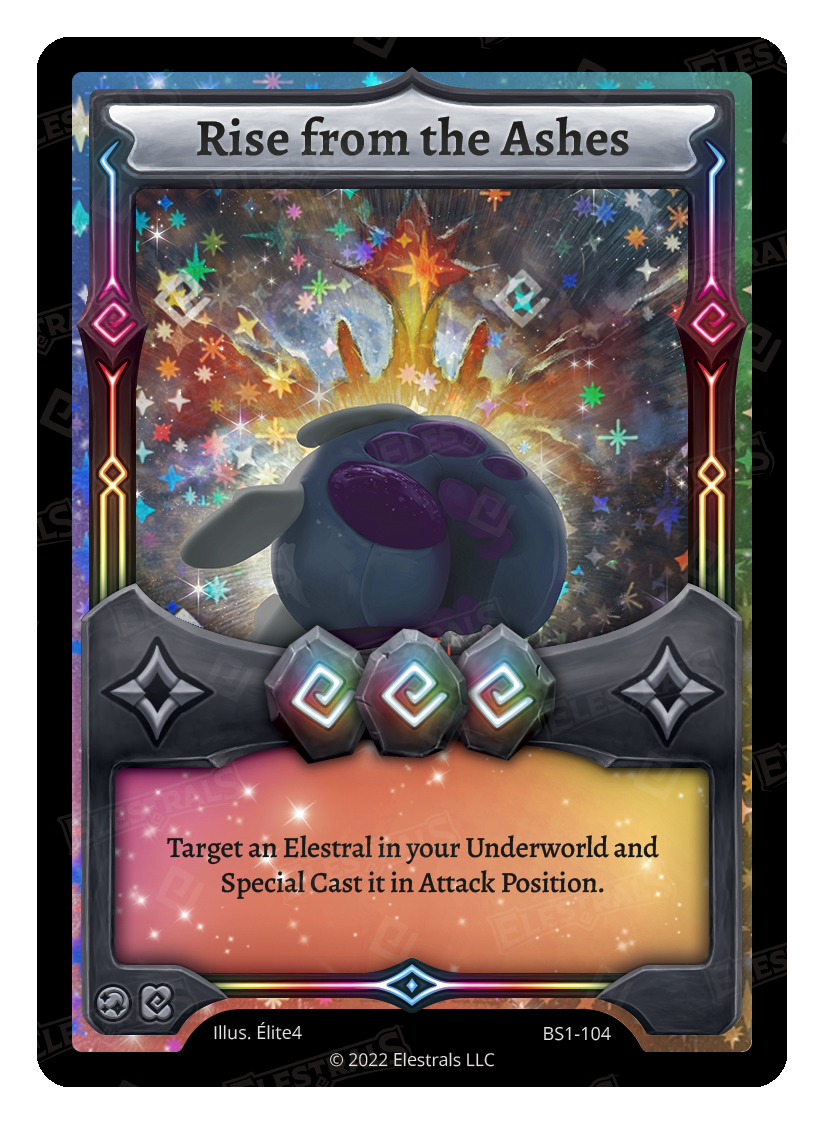 Rise from the Ashes
Target an Elestral in your Underworld and
Special Cast it in Attack Position.
Illus. Élite4
BS1-104
© 2022 Elestrals LLC
ELESTRALS